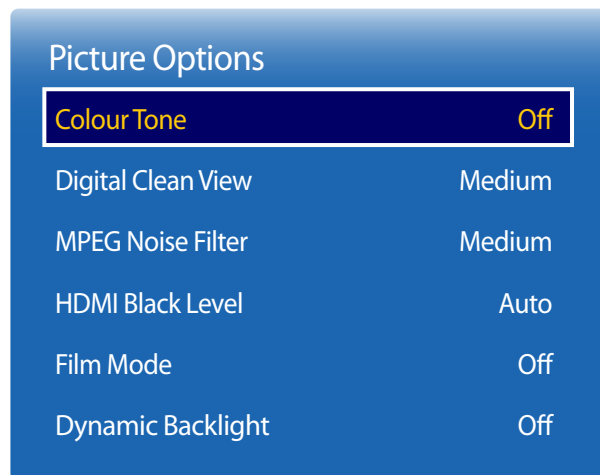 Picture Options
Colour Tone Off
Digital Clean View Medium
MPEG Noise Filter Medium
HDMI Black Level Auto
Film Mode Off
Dynamic Backlight Off